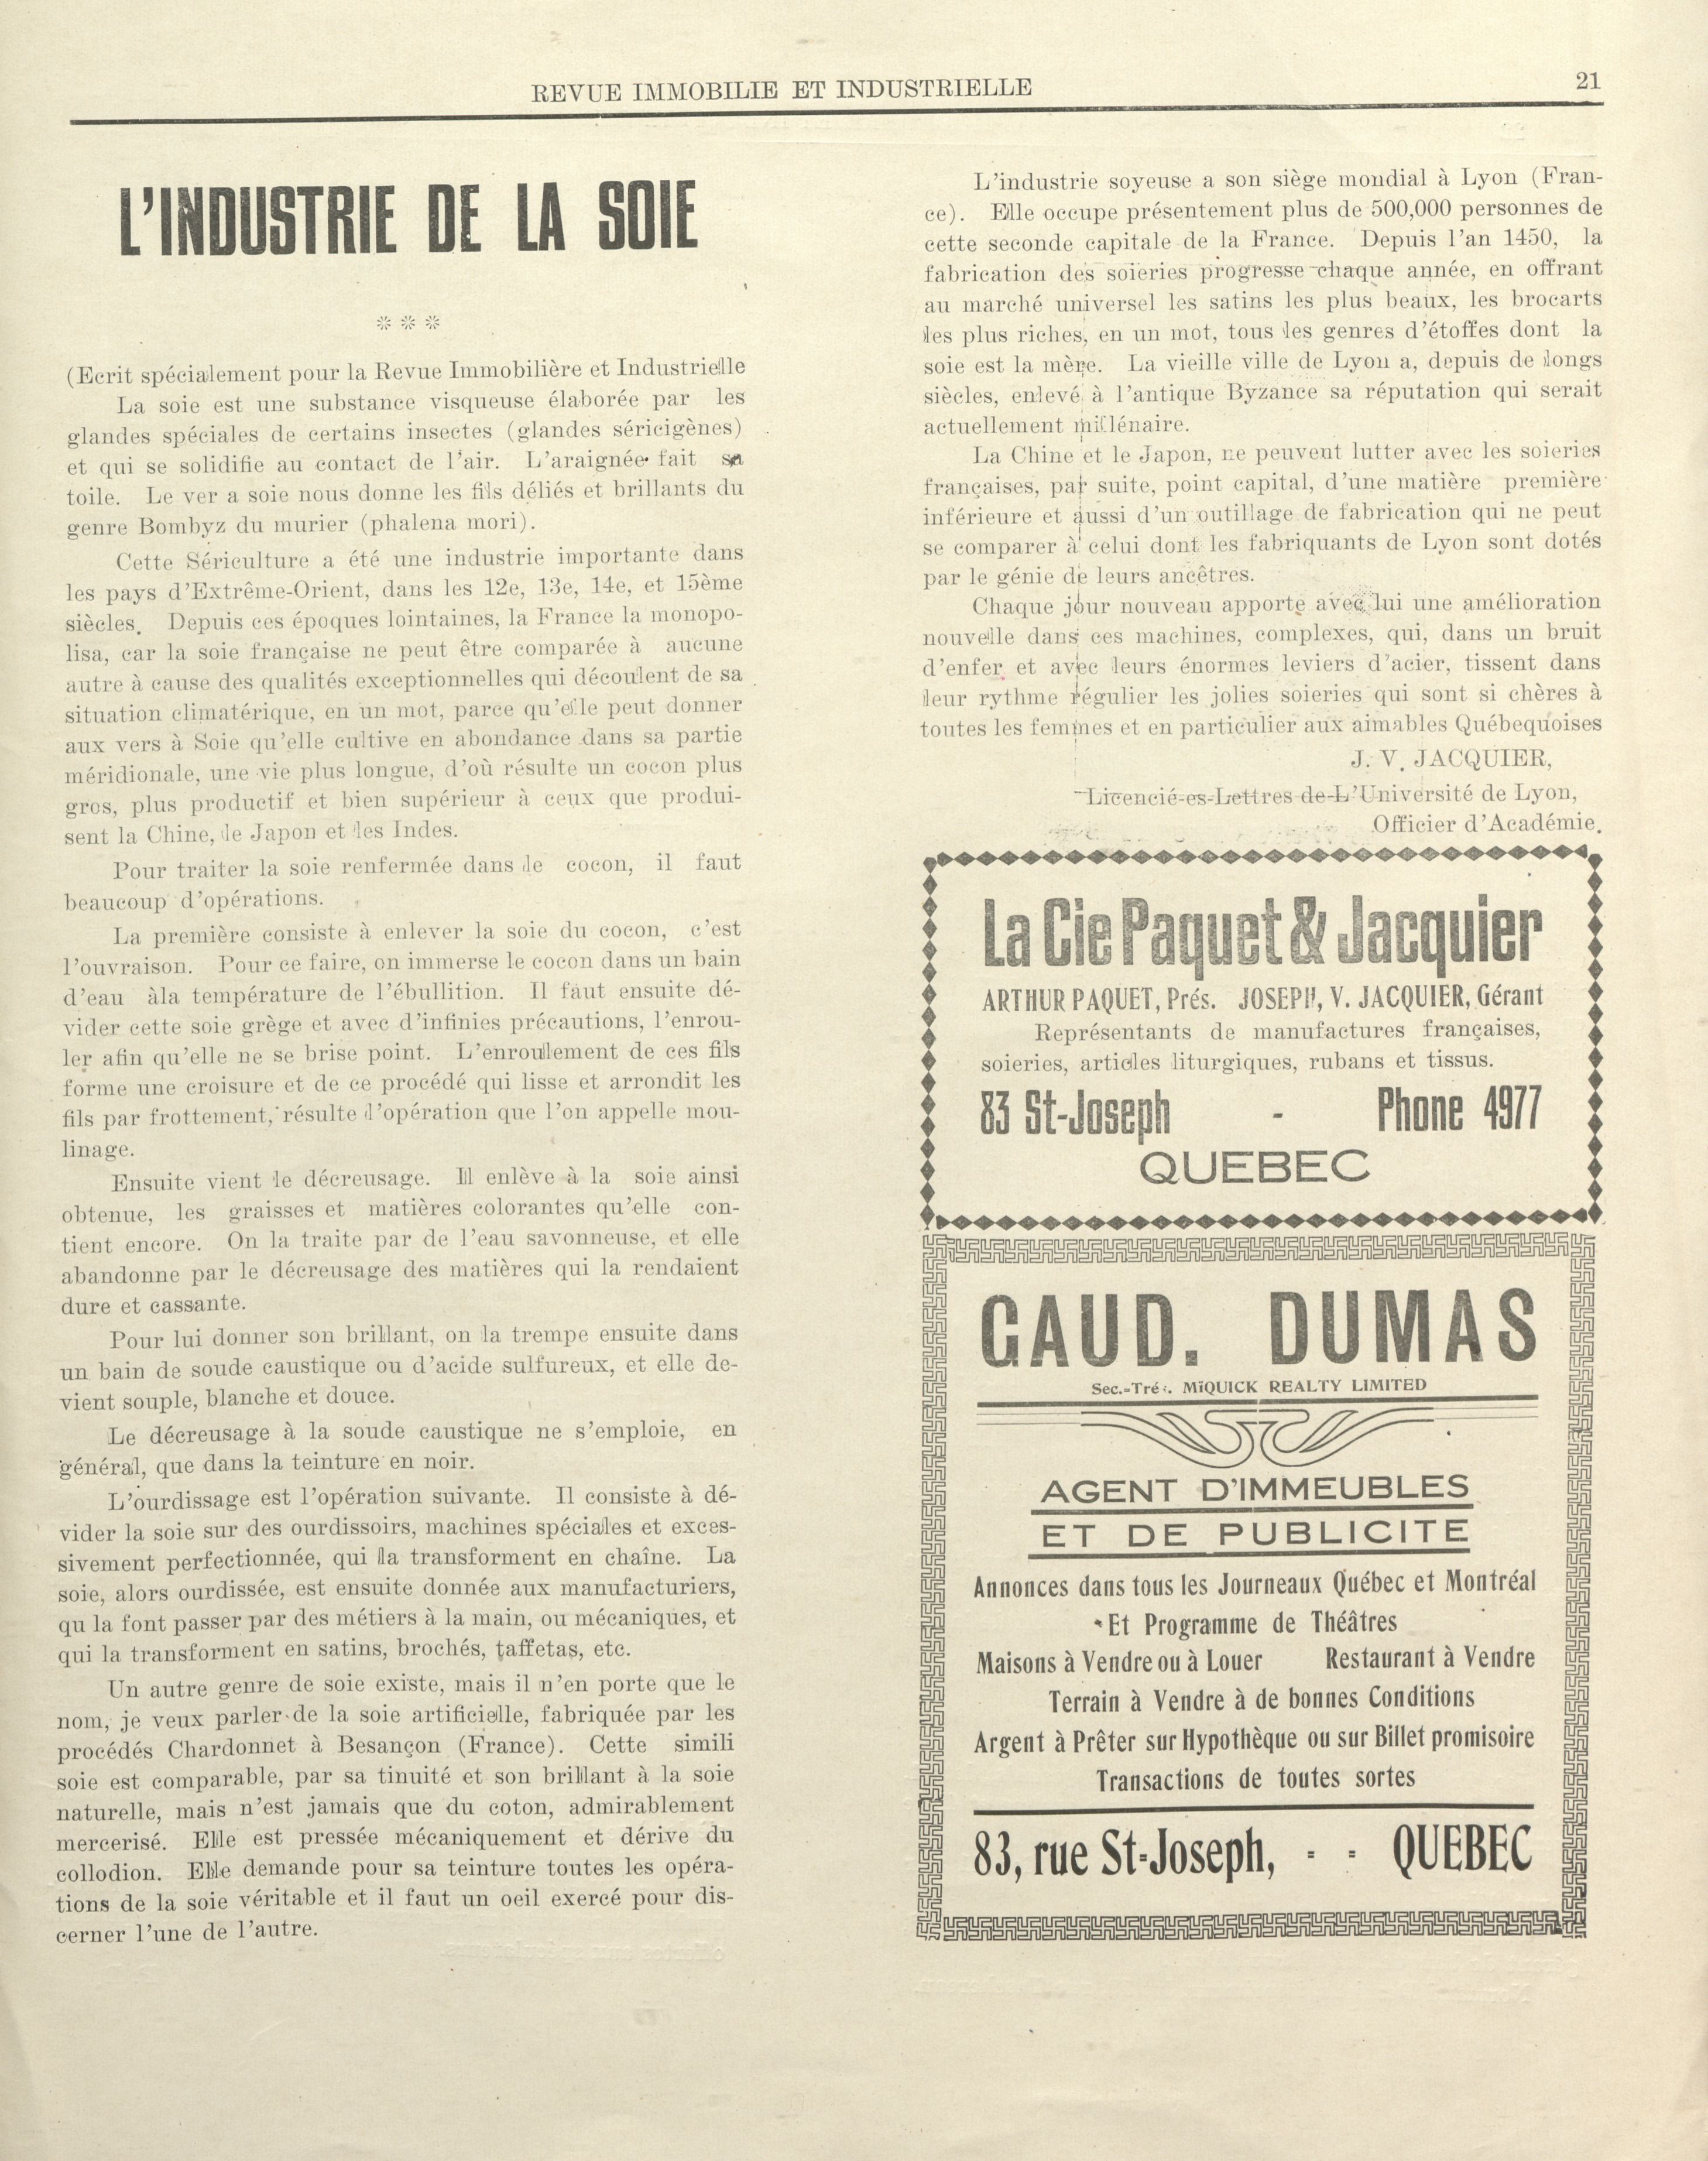 REVUE IMMOBILIE ET INDUSTRIELLE
21
L'INDUSTRIE DE LA SOIE
* * *
(Ecrit spécialement pour la Revue Immobilière et Industrielle
La soie est une substance visqueuse élaborée par les
glandes spéciales de certains insectes (glandes séricigènes)
et qui se solidifie au contact de l'air. L'araignée fait sa
toile. Le ver a soie nous donne les fils déliés et brillants du
genre Bombyz du murier (phalena mori).
Cette Sériculture a été une industrie importante dans
les pays d'Extrême-Orient, dans les 12e, 13e, 14e, et 15ème
siècles. Depuis ces époques lointaines, la France la monopo-
lisa, car la soie française ne peut être comparée à aucune
autre à cause des qualités exceptionnelles qui découlent de sa
situation climatérique, en un mot, parce qu'elle peut donner
aux vers à Soie qu'elle cultive en abondance dans sa partie
méridionale, une vie plus longue, d'où résulte un cocon plus
gros, plus productif et bien supérieur à ceux que produi-
sent la Chine, le Japon et les Indes.
Pour traiter la soie renfermée dans le cocon, il faut
beaucoup d'opérations.
La première consiste à enlever la soie du cocon, c'est
l'ouvraison. Pour ce faire, on immerse le cocon dans un bain
d'eau àla température de l'ébullition. Il faut ensuite dé-
vider cette soie grège et avec d'infinies précautions, l'enrou-
ler afin qu'elle ne se brise point. L'enroullement de ces fils
forme une croisure et de ce procédé qui lisse et arrondit les
fils par frottement, résulte l'opération que l'on appelle mou-
linage.
Ensuite vient le décreusage. Il enlève à la soie ainsi
obtenue, les graisses et matières colorantes qu'elle con-
tient encore. On la traite par de l'eau savonneuse, et elle
abandonne par le décreusage des matières qui la rendaient
dure et cassante.
Pour lui donner son brillant, on la trempe ensuite dans
un bain de soude caustique ou d'acide sulfureux, et elle de-
vient souple, blanche et douce.
Le décreusage à la soude caustique ne s'emploie, en
général, que dans la teinture en noir.
L'ourdissage est l'opération suivante. Il consiste à dé-
vider la soie sur des ourdissoirs, machines spéciales et exces-
sivement perfectionnée, qui la transforment en chaîne. La
soie, alors ourdissée, est ensuite donnée aux manufacturiers,
qu la font passer par des métiers à la main, ou mécaniques, et
qui la transforment en satins, brochés, taffetas, etc.
Un autre genre de soie existe, mais il n'en porte que le
nom, je veux parler de la soie artificielle, fabriquée par les
procédés Chardonnet à Besançon (France). Cette simili
soie est comparable, par sa tinuité et son brillant à la soie
naturelle, mais n'est jamais que du coton, admirablement
mercerisé. Elle est pressée mécaniquement et dérive du
collodion. Elle demande pour sa teinture toutes les opéra-
tions de la soie véritable et il faut un oeil exercé pour dis-
cerner l'une de l'autre.
L'industrie soyeuse a son siège mondial à Lyon (Fran-
ce). Elle occupe présentement plus de 500,000 personnes de
cette seconde capitale de la France. Depuis l'an 1450, la
fabrication des soieries progresse chaque année, en offrant
au marché universel les satins les plus beaux, les brocarts
les plus riches, en un mot, tous les genres d'étoffes dont la
soie est la mère. La vieille ville de Lyon a, depuis de longs
siècles, enlevé à l'antique Byzance sa réputation qui serait
actuellement millénaire.
La Chine et le Japon, ne peuvent lutter avec les soieries
françaises, par suite, point capital, d'une matière première
inférieure et aussi d'un outillage de fabrication qui ne peut
se comparer à celui dont les fabriquants de Lyon sont dotés
par le génie de leurs ancêtres.
Chaque jour nouveau apporte avec lui une amélioration
nouvelle dans ces machines, complexes, qui, dans un bruit
d'enfer et avec leurs énormes leviers d'acier, tissent dans
leur rythme régulier les jolies soieries qui sont si chères à
toutes les femmes et en particulier aux aimables Québequoises
J. V. JACQUIER,
Licencié-es-Lettres de L'Université de Lyon,
Officier d'Académie.
La Cie Paquet & Jacquier
ARTHUR PAQUET, Prés. JOSEPH, V. JACQUIER, Gérant
Représentants de manufactures françaises,
soieries, articles liturgiques, rubans et tissus.
83 St-Joseph - Phone 4977
QUEBEC
GAUD. DUMAS
Sec.-Trés. MiQUICK REALTY LIMITED
AGENT D'IMMEUBLES
ET DE PUBLICITE
Annonces dans tous les Journeaux Québec et Montréal
Et Programme de Théâtres
Maisons à Vendre ou à Louer Restaurant à Vendre
Terrain à Vendre à de bonnes Conditions
Argent à Prêter sur Hypothèque ou sur Billet promisoire
Transactions de toutes sortes
83, rue St-Joseph, - - QUEBEC